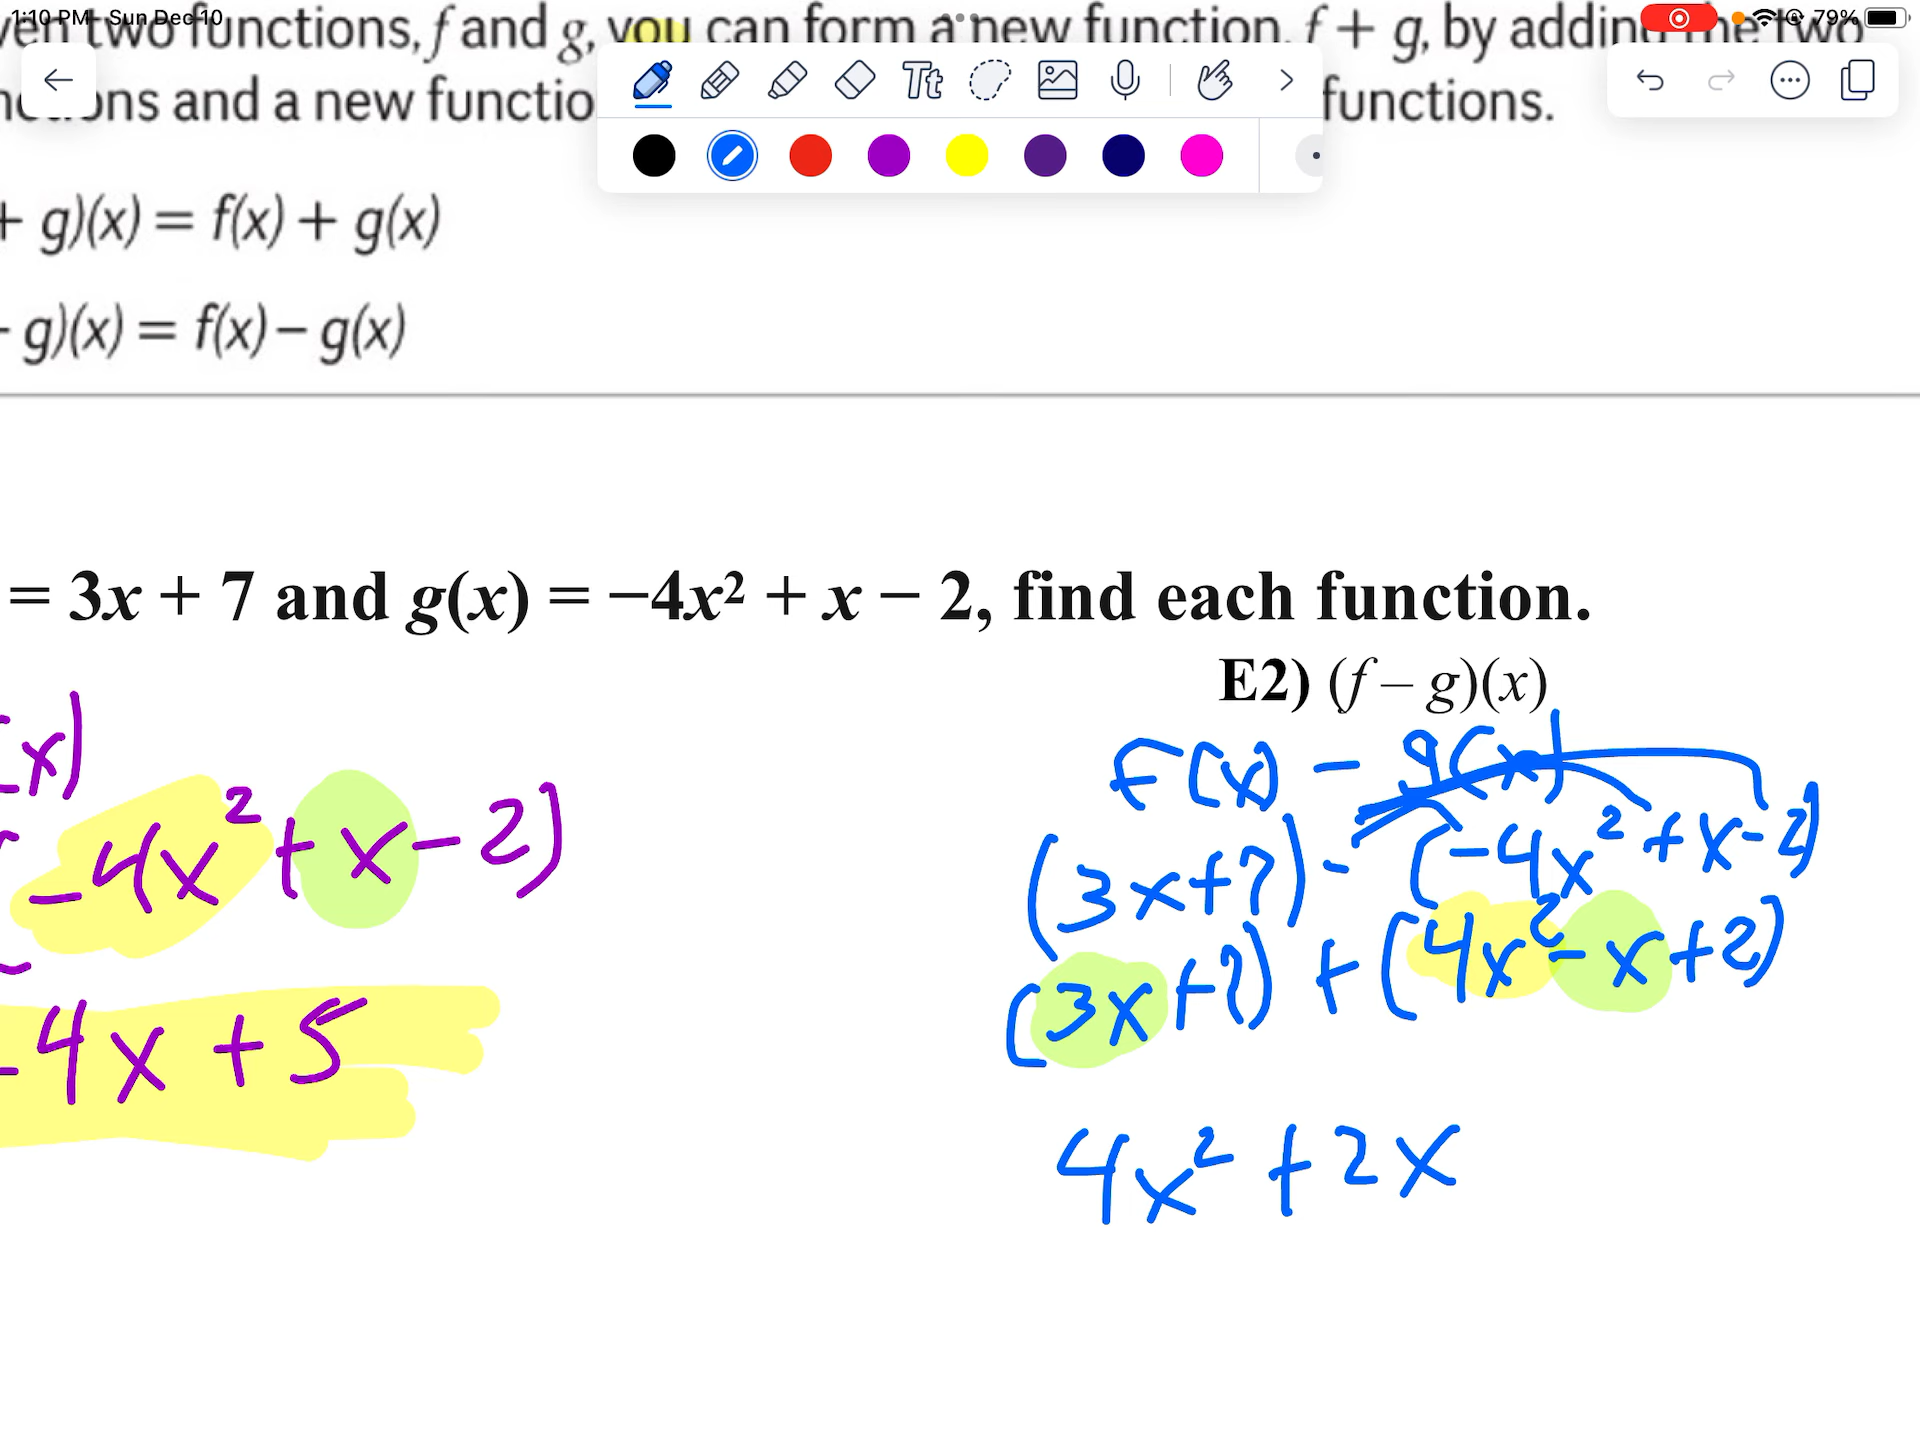 1:10 PM Sun Dec 10 79%
ven two functions, f and g, you can form a new function, f + g, by adding the two
ons and a new functio functions.
Tt
+ g)(x) = f(x) + g(x)
- g)(x) = f(x) – g(x)
= 3x + 7 and g(x) = −4x² + x − 2, find each function.
E2) (f – g)(x)
(x)
-4x² + x - 2)
-4x + 5
f(x) - g(x)
(3x+7) - (-4x² + x - 2)
(3x+7) + (4x² - x + 2)
4x² + 2x